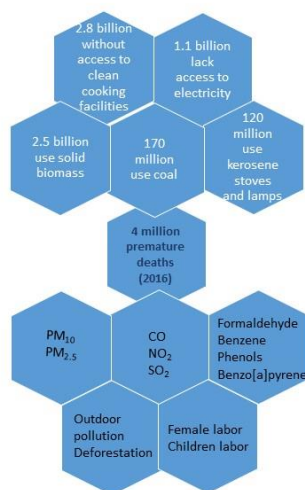 2.8 billion
without
access to
clean
cooking
facilities
1.1 billion
lack
access to
electricity
2.5 billion
use solid
biomass
170
million
use coal
120
million
use
kerosene
stoves
and lamps
4 million
premature
deaths
(2016)
PM₁₀
PM₂.₅
CO
NO₂
SO₂
Formaldehyde
Benzene
Phenols
Benzo[a]pyrene
Outdoor
pollution
Deforestation
Female labor
Children labor